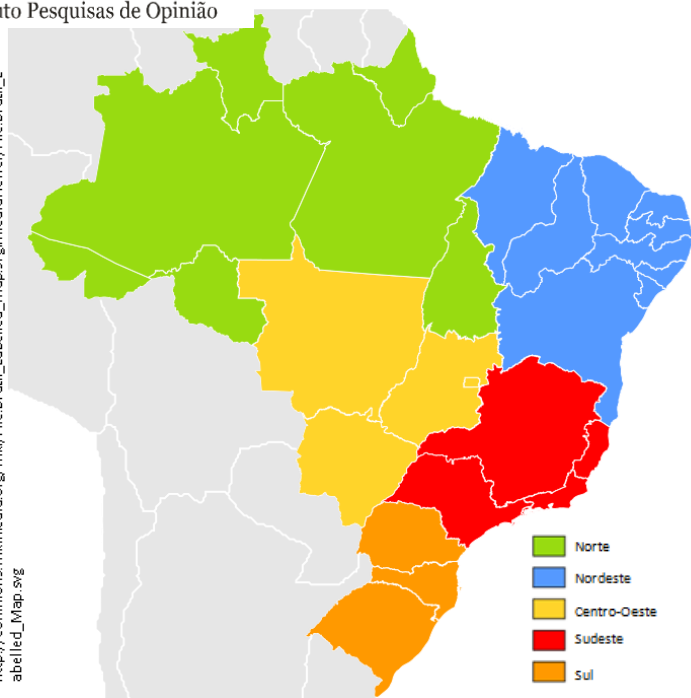 uto Pesquisas de Opinião
abelled_Map.svg
Norte
Nordeste
Centro-Oeste
Sudeste
Sul